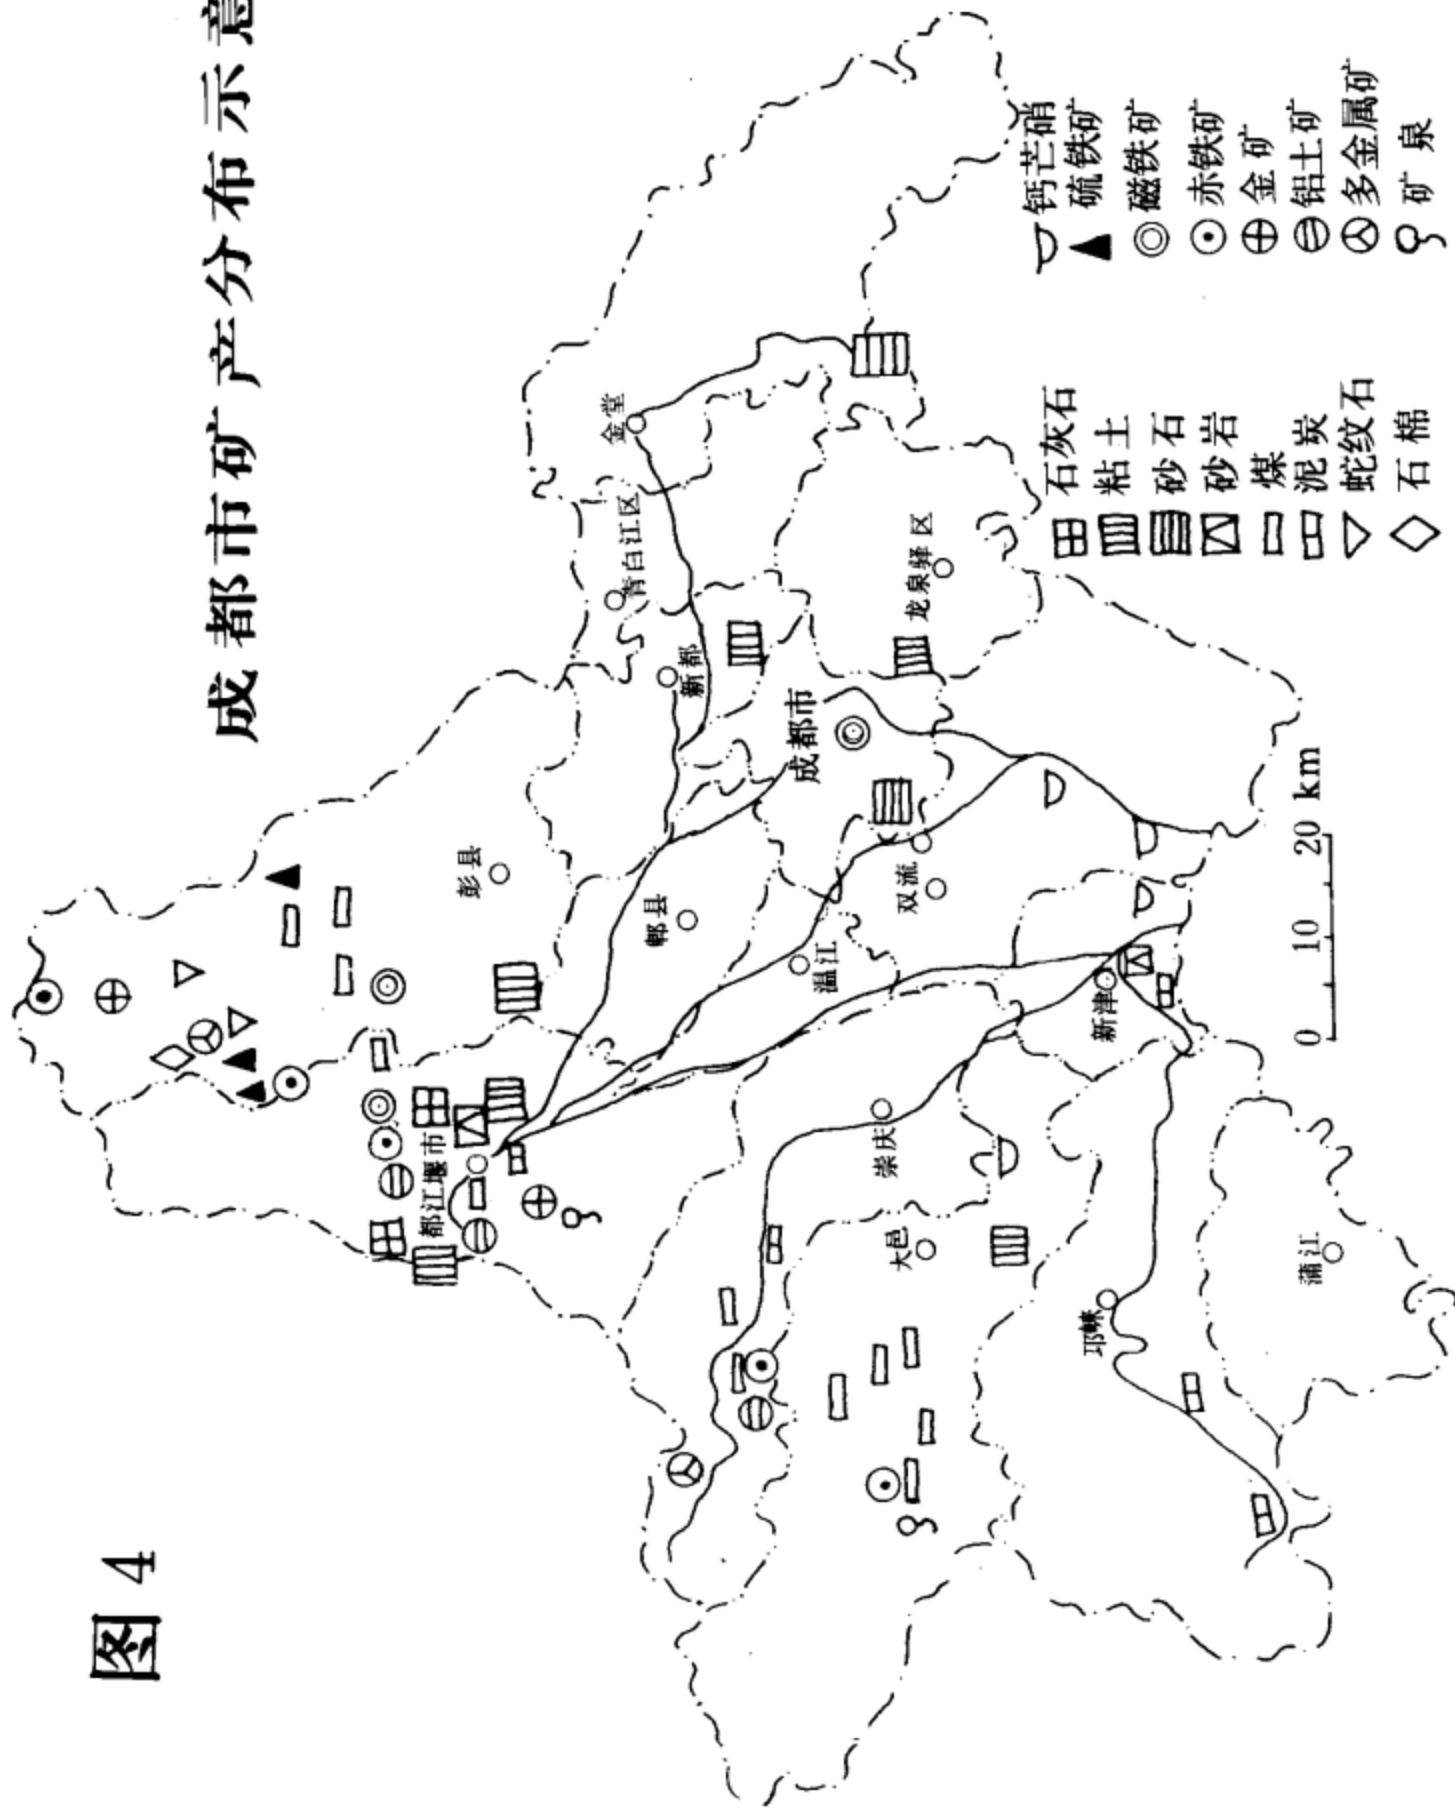 图 4
成都市矿产分布示意
金堂
青白江区
新都
龙泉驿区
成都市
彭县
郫县
温江
双流
新津
都江堰市
崇庆
大邑
邛崃
蒲江
石灰石
粘土
砂石
砂岩
煤
泥炭
蛇纹石
石棉
钙芒硝
硫铁矿
磁铁矿
赤铁矿
金矿
铝土矿
多金属矿
矿泉
0 10 20 km